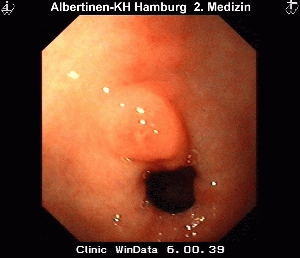 Albertinen-KH Hamburg 2. Medizin
Clinic WinData 6.00.39